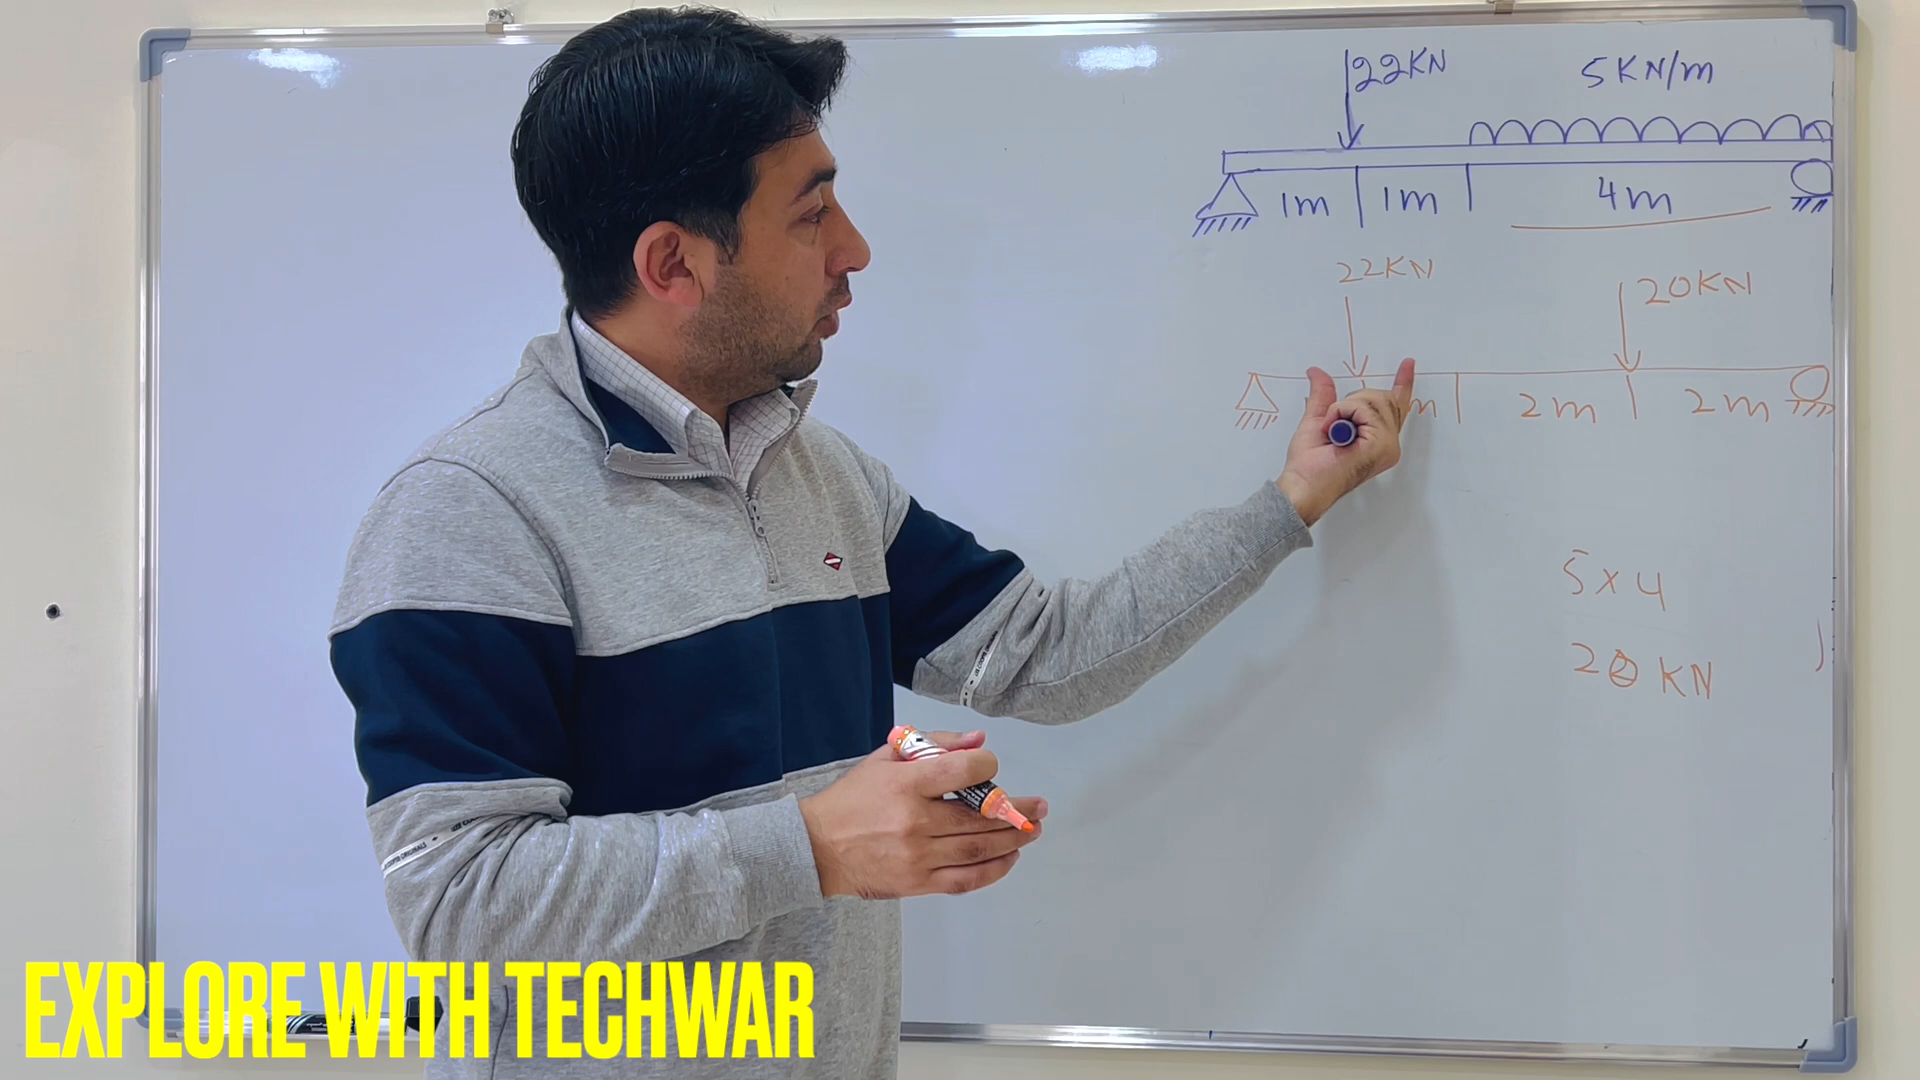 22KN
5KN/m
1m 1m 4m
22KN
20KN
m 2m 2m
5x4
20 KN
EXPLORE WITH TECHWAR